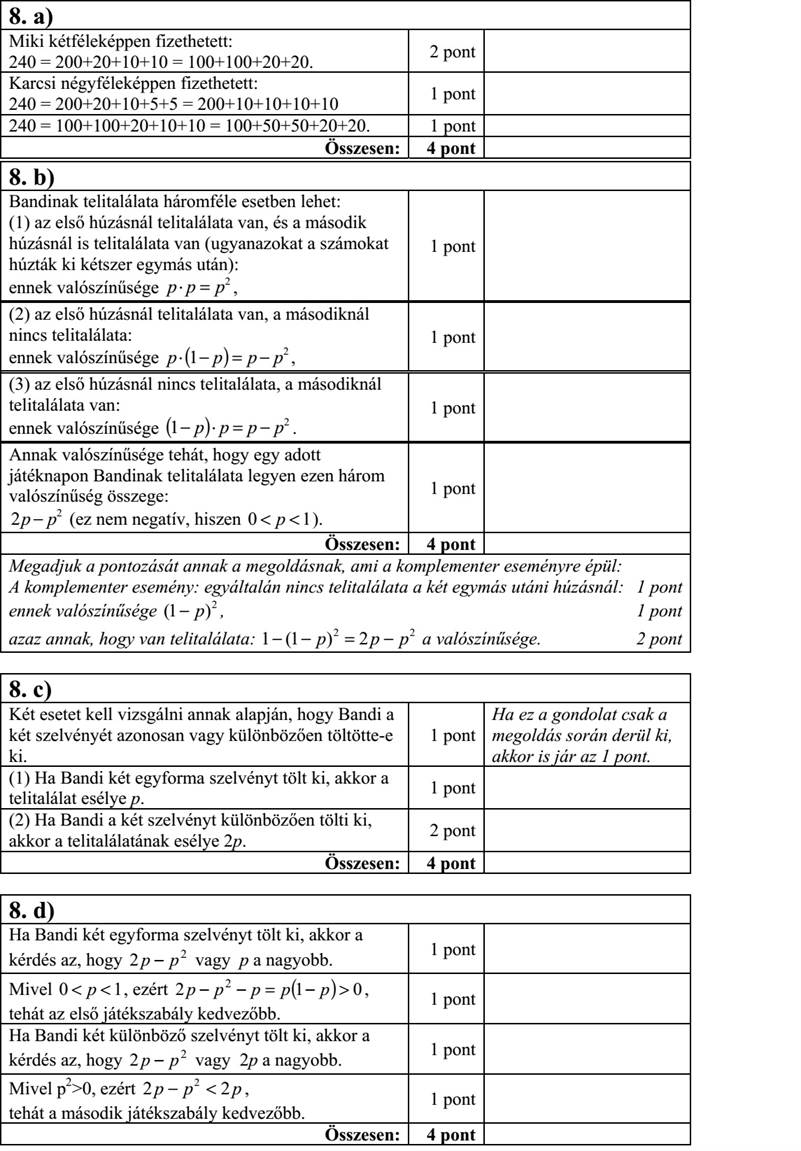 8. a)
Miki kétféleképpen fizethetett:
240 = 200+20+10+10 = 100+100+20+20.
2 pont
Karcsi négyféleképpen fizethetett:
240 = 200+20+10+5+5 = 200+10+10+10+10
1 pont
240 = 100+100+20+10+10 = 100+50+50+20+20.
1 pont
Összesen:
4 pont
8. b)
Bandinak telitalálata háromféle esetben lehet:
(1) az első húzásnál telitalálata van, és a második
húzásnál is telitalálata van (ugyanazokat a számokat
húzták ki kétszer egymás után):
ennek valószínűsége p·p = p²,
1 pont
(2) az első húzásnál telitalálata van, a másodiknál
nincs telitalálata:
ennek valószínűsége p·(1−p) = p−p²,
1 pont
(3) az első húzásnál nincs telitalálata, a másodiknál
telitalálata van:
ennek valószínűsége (1−p)·p = p−p².
1 pont
Annak valószínűsége tehát, hogy egy adott
játéknapon Bandinak telitalálata legyen ezen három
valószínűség összege:
2p−p² (ez nem negatív, hiszen 0<p<1).
1 pont
Összesen:
4 pont
Megadjuk a pontozását annak a megoldásnak, ami a komplementer eseményre épül:
A komplementer esemény: egyáltalán nincs telitalálata a két egymás utáni húzásnál: 1 pont
ennek valószínűsége (1−p)², 1 pont
azaz annak, hogy van telitalálata: 1−(1−p)² = 2p−p² a valószínűsége. 2 pont
8. c)
Két esetet kell vizsgálni annak alapján, hogy Bandi a
két szelvényét azonosan vagy különbözően töltötte-e
ki.
1 pont
Ha ez a gondolat csak a
megoldás során derül ki,
akkor is jár az 1 pont.
(1) Ha Bandi két egyforma szelvényt tölt ki, akkor a
telitalálat esélye p.
1 pont
(2) Ha Bandi a két szelvényt különbözően tölti ki,
akkor a telitalálatának esélye 2p.
2 pont
Összesen:
4 pont
8. d)
Ha Bandi két egyforma szelvényt tölt ki, akkor a
kérdés az, hogy 2p−p² vagy p a nagyobb.
1 pont
Mivel 0<p<1, ezért 2p−p²−p = p(1−p)>0,
tehát az első játékszabály kedvezőbb.
1 pont
Ha Bandi két különböző szelvényt tölt ki, akkor a
kérdés az, hogy 2p−p² vagy 2p a nagyobb.
1 pont
Mivel p²>0, ezért 2p−p² < 2p,
tehát a második játékszabály kedvezőbb.
1 pont
Összesen:
4 pont